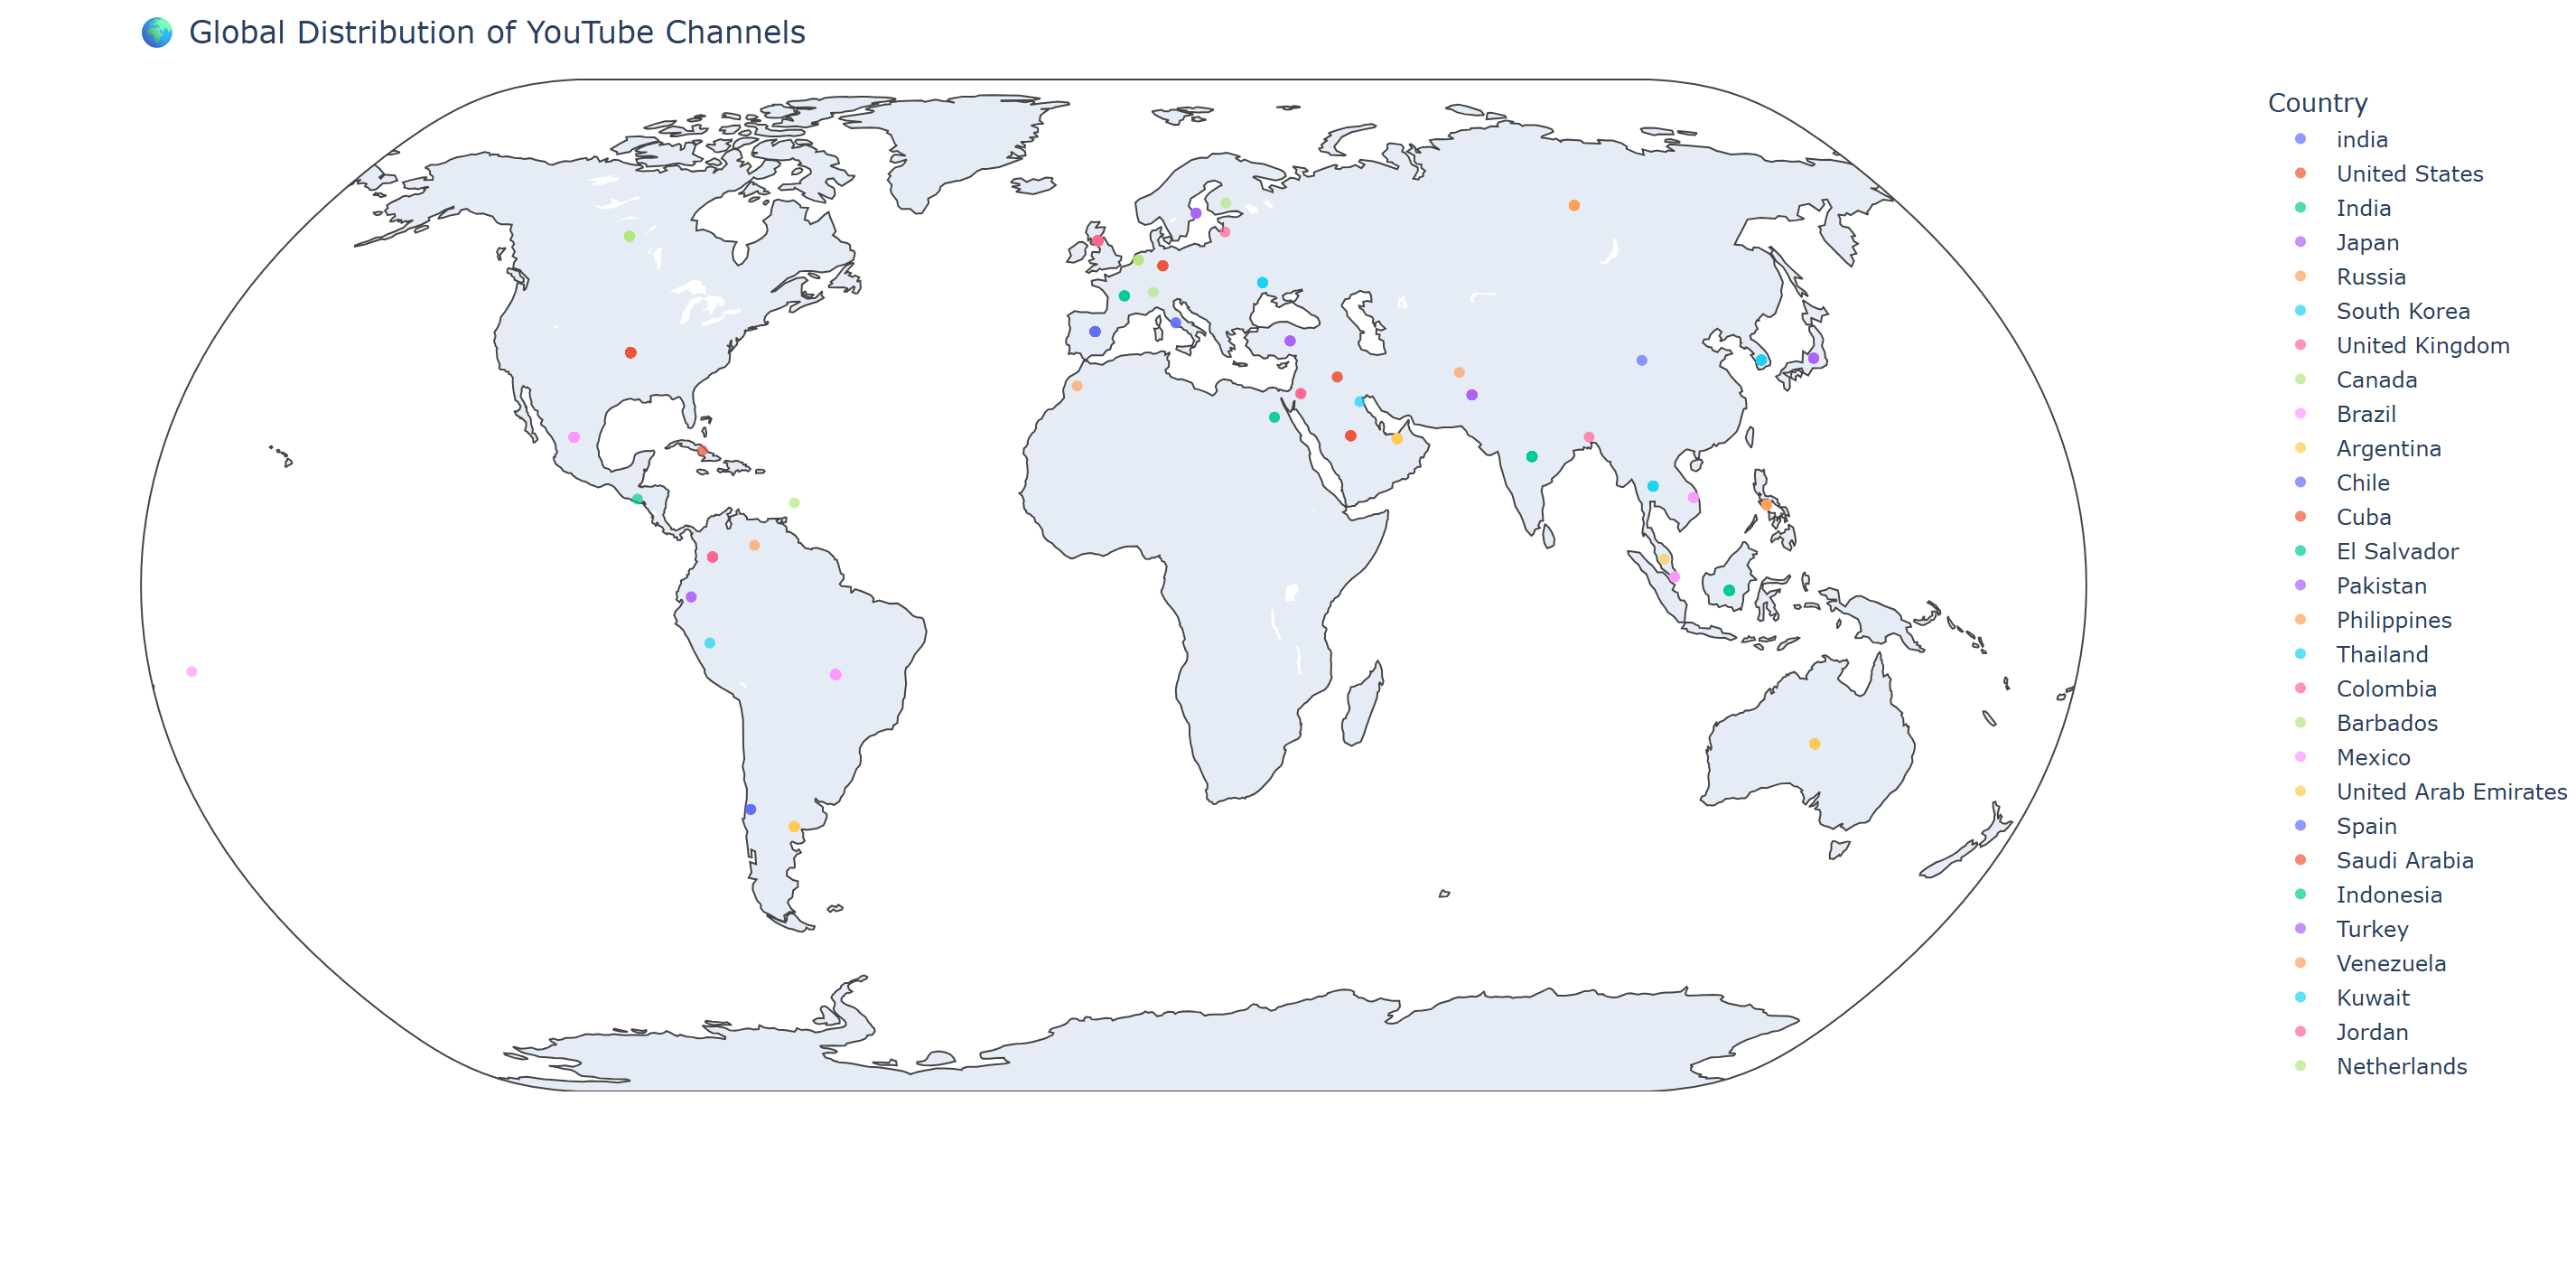 🌍 Global Distribution of YouTube Channels
Country
india
United States
India
Japan
Russia
South Korea
United Kingdom
Canada
Brazil
Argentina
Chile
Cuba
El Salvador
Pakistan
Philippines
Thailand
Colombia
Barbados
Mexico
United Arab Emirates
Spain
Saudi Arabia
Indonesia
Turkey
Venezuela
Kuwait
Jordan
Netherlands